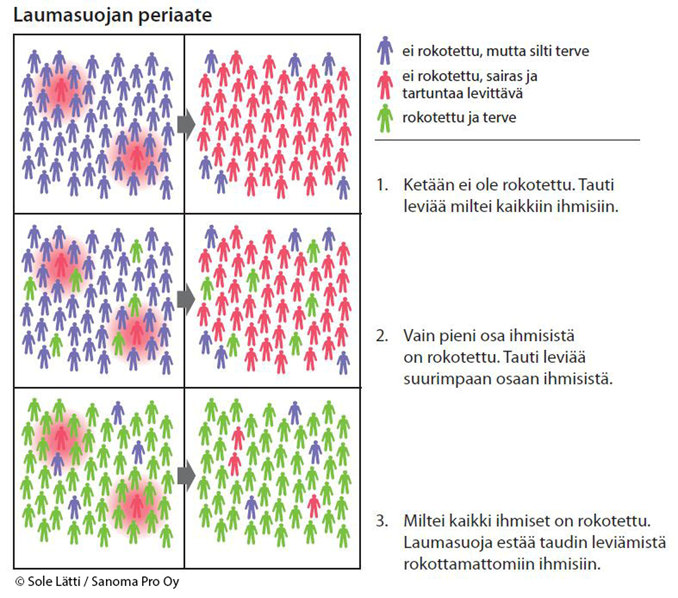 Laumasuojan periaate
ei rokotettu, mutta silti terve
ei rokotettu, sairas ja
tartuntaa levittävä
rokotettu ja terve
1. Ketään ei ole rokotettu. Tauti
leviää miltei kaikkiin ihmisiin.
2. Vain pieni osa ihmisistä
on rokotettu. Tauti leviää
suurimpaan osaan ihmisistä.
3. Miltei kaikki ihmiset on rokotettu.
Laumasuoja estää taudin leviämistä
rokottamattomiin ihmisiin.
© Sole Lätti / Sanoma Pro Oy